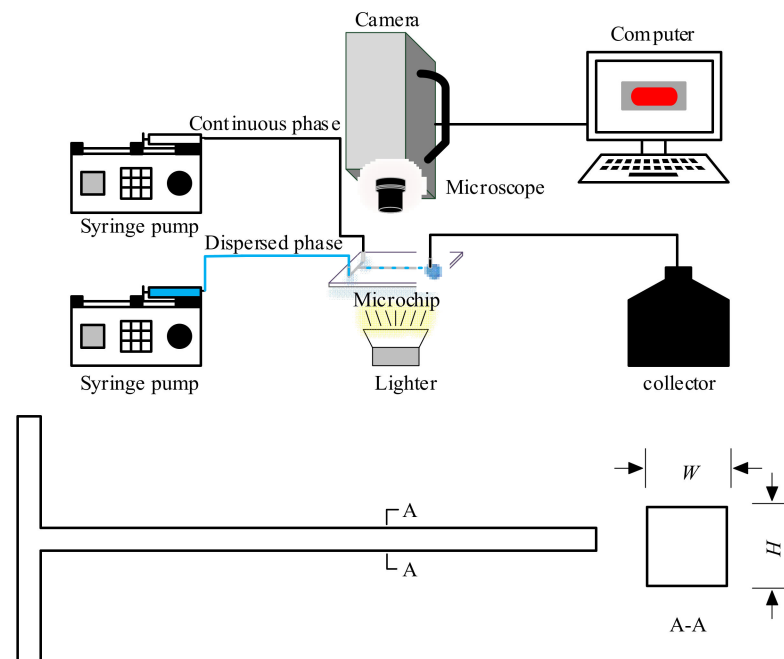 Camera
Computer
Continuous phase
Microscope
Syringe pump
Dispersed phase
Microchip
Syringe pump
Lighter
collector
A
W
A
H
A-A